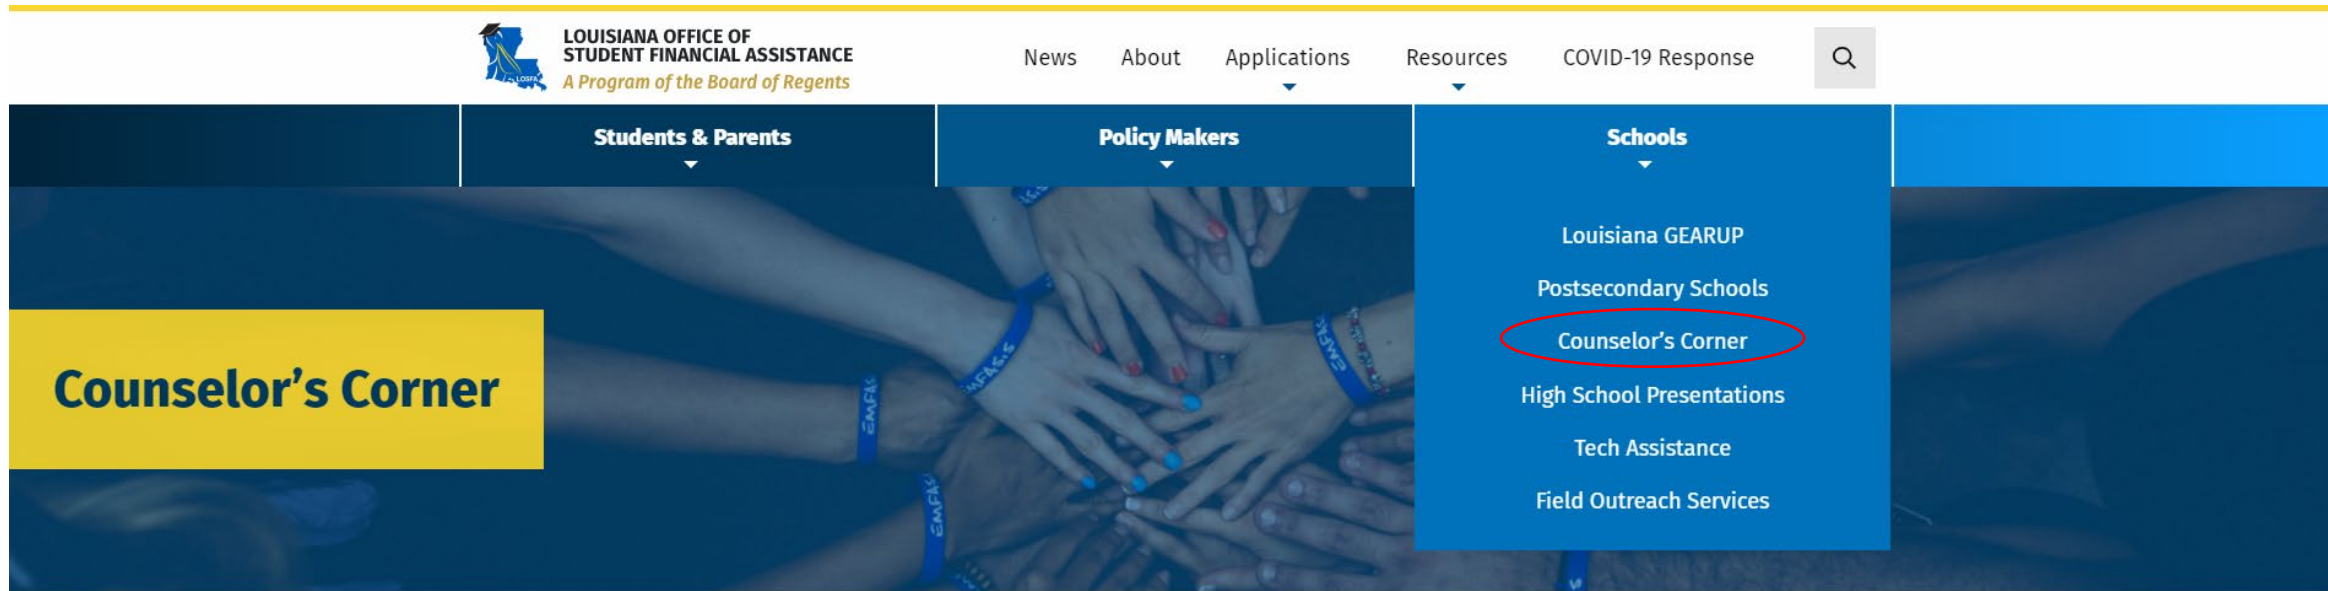 LOUISIANA OFFICE OF
STUDENT FINANCIAL ASSISTANCE
A Program of the Board of Regents
LOSFA
News About Applications Resources COVID-19 Response
Students & Parents Policy Makers Schools
Louisiana GEARUP
Postsecondary Schools
Counselor’s Corner
High School Presentations
Tech Assistance
Field Outreach Services
Counselor’s Corner